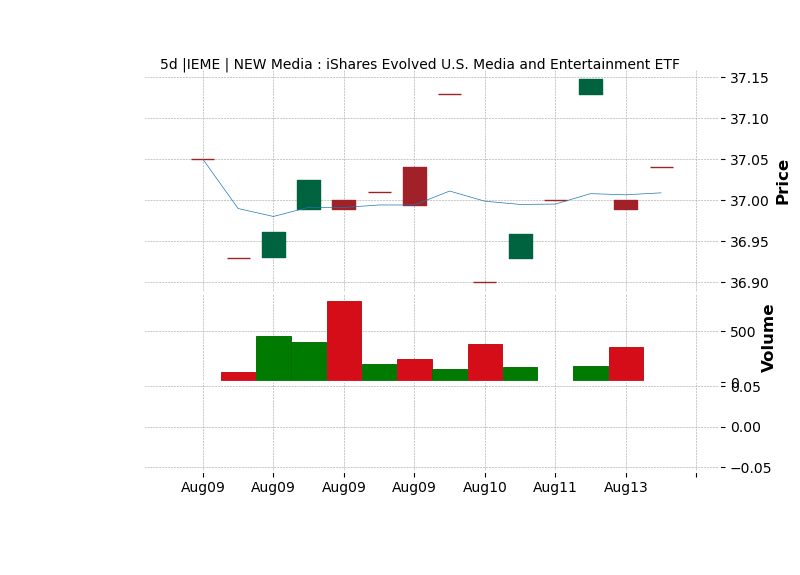 5d |IEME | NEW Media : iShares Evolved U.S. Media and Entertainment ETF
37.15
37.10
37.05
37.00
36.95
36.90
Price
500
0
Volume
0.05
0.00
−0.05
Aug09 Aug09 Aug09 Aug09 Aug10 Aug11 Aug13